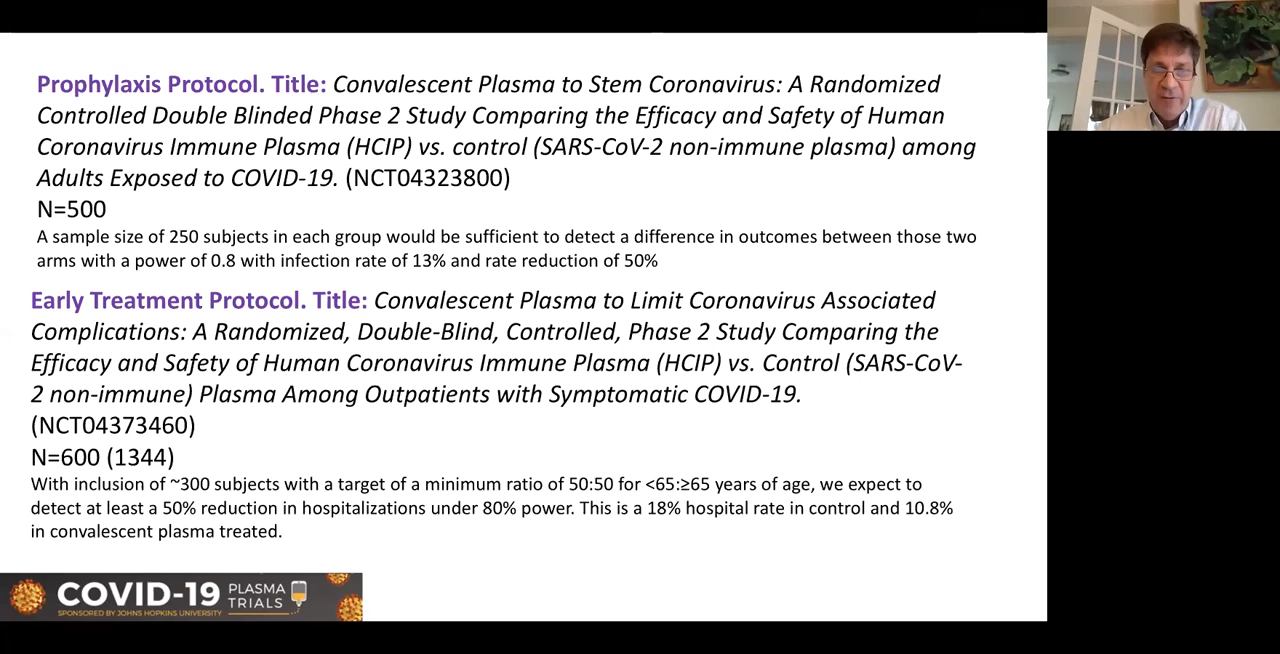 Prophylaxis Protocol. Title: Convalescent Plasma to Stem Coronavirus: A Randomized
Controlled Double Blinded Phase 2 Study Comparing the Efficacy and Safety of Human
Coronavirus Immune Plasma (HCIP) vs. control (SARS-CoV-2 non-immune plasma) among
Adults Exposed to COVID-19. (NCT04323800)
N=500
A sample size of 250 subjects in each group would be sufficient to detect a difference in outcomes between those two
arms with a power of 0.8 with infection rate of 13% and rate reduction of 50%
Early Treatment Protocol. Title: Convalescent Plasma to Limit Coronavirus Associated
Complications: A Randomized, Double-Blind, Controlled, Phase 2 Study Comparing the
Efficacy and Safety of Human Coronavirus Immune Plasma (HCIP) vs. Control (SARS-CoV-
2 non-immune) Plasma Among Outpatients with Symptomatic COVID-19.
(NCT04373460)
N=600 (1344)
With inclusion of ~300 subjects with a target of a minimum ratio of 50:50 for <65:≥65 years of age, we expect to
detect at least a 50% reduction in hospitalizations under 80% power. This is a 18% hospital rate in control and 10.8%
in convalescent plasma treated.
COVID-19 PLASMA
TRIALS
SPONSORED BY JOHNS HOPKINS UNIVERSITY